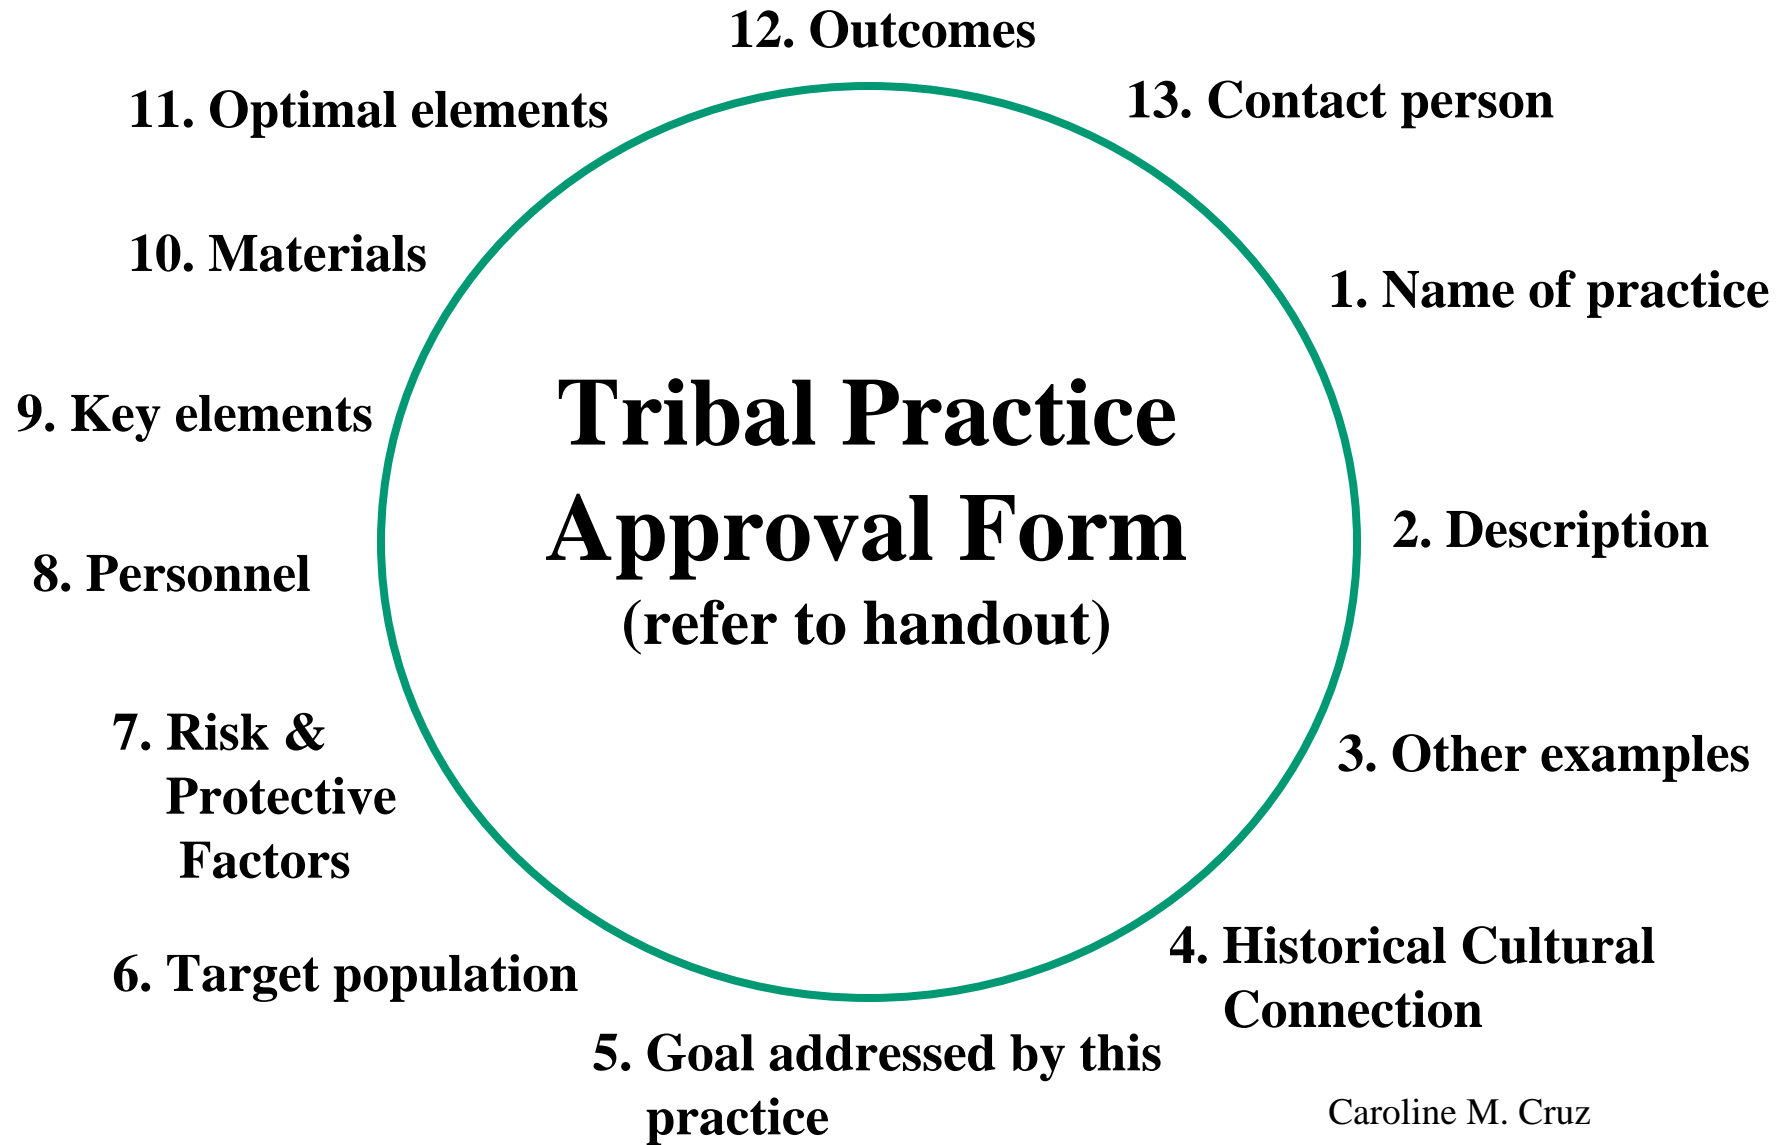 12. Outcomes
11. Optimal elements
13. Contact person
10. Materials
1. Name of practice
9. Key elements
Tribal Practice
Approval Form
(refer to handout)
2. Description
8. Personnel
7. Risk &
Protective
Factors
3. Other examples
6. Target population
4. Historical Cultural
Connection
5. Goal addressed by this
practice
Caroline M. Cruz